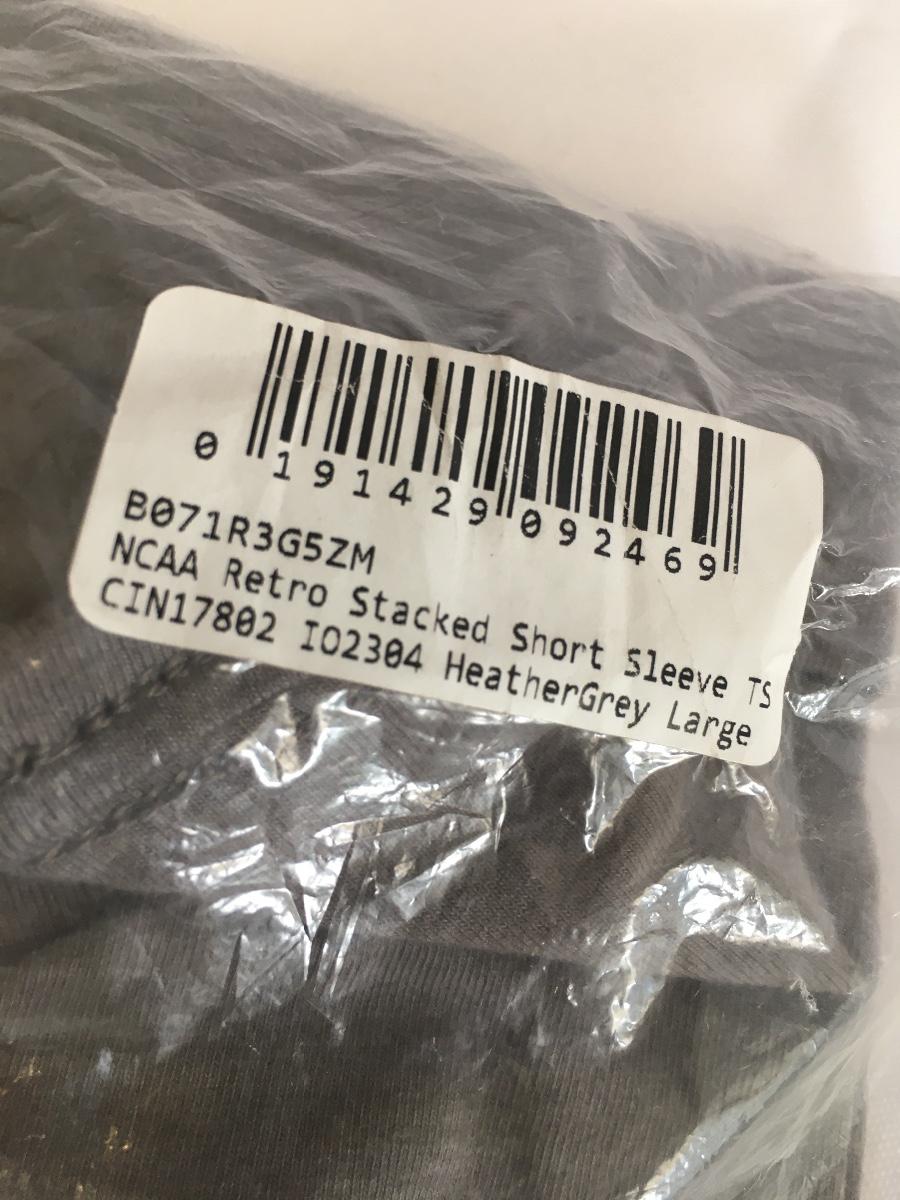 0 191429 092469
B071R3G5ZM
NCAA Retro Stacked Short Sleeve TS
CIN17802 IO2304 HeatherGrey Large